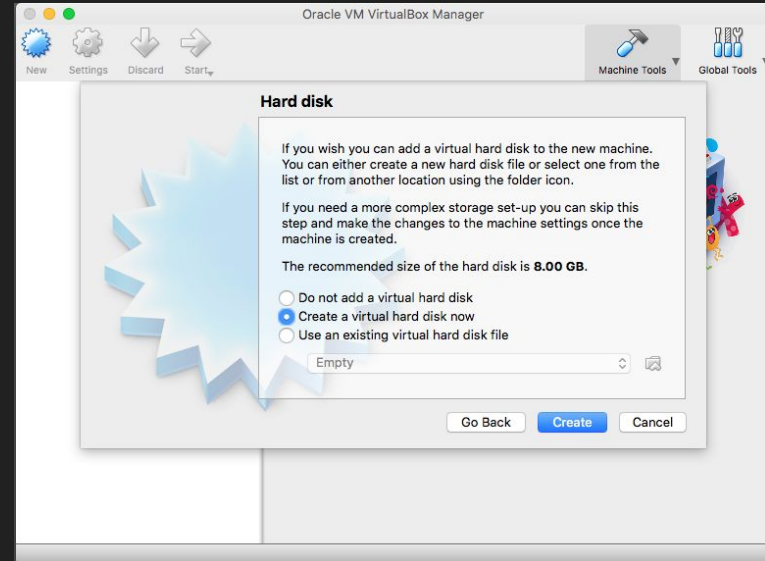 Oracle VM VirtualBox Manager
New
Settings
Discard
Start
Machine Tools
Global Tools
Hard disk
If you wish you can add a virtual hard disk to the new machine.
You can either create a new hard disk file or select one from the
list or from another location using the folder icon.
If you need a more complex storage set-up you can skip this
step and make the changes to the machine settings once the
machine is created.
The recommended size of the hard disk is 8.00 GB.
Do not add a virtual hard disk
Create a virtual hard disk now
Use an existing virtual hard disk file
Empty
Go Back
Create
Cancel